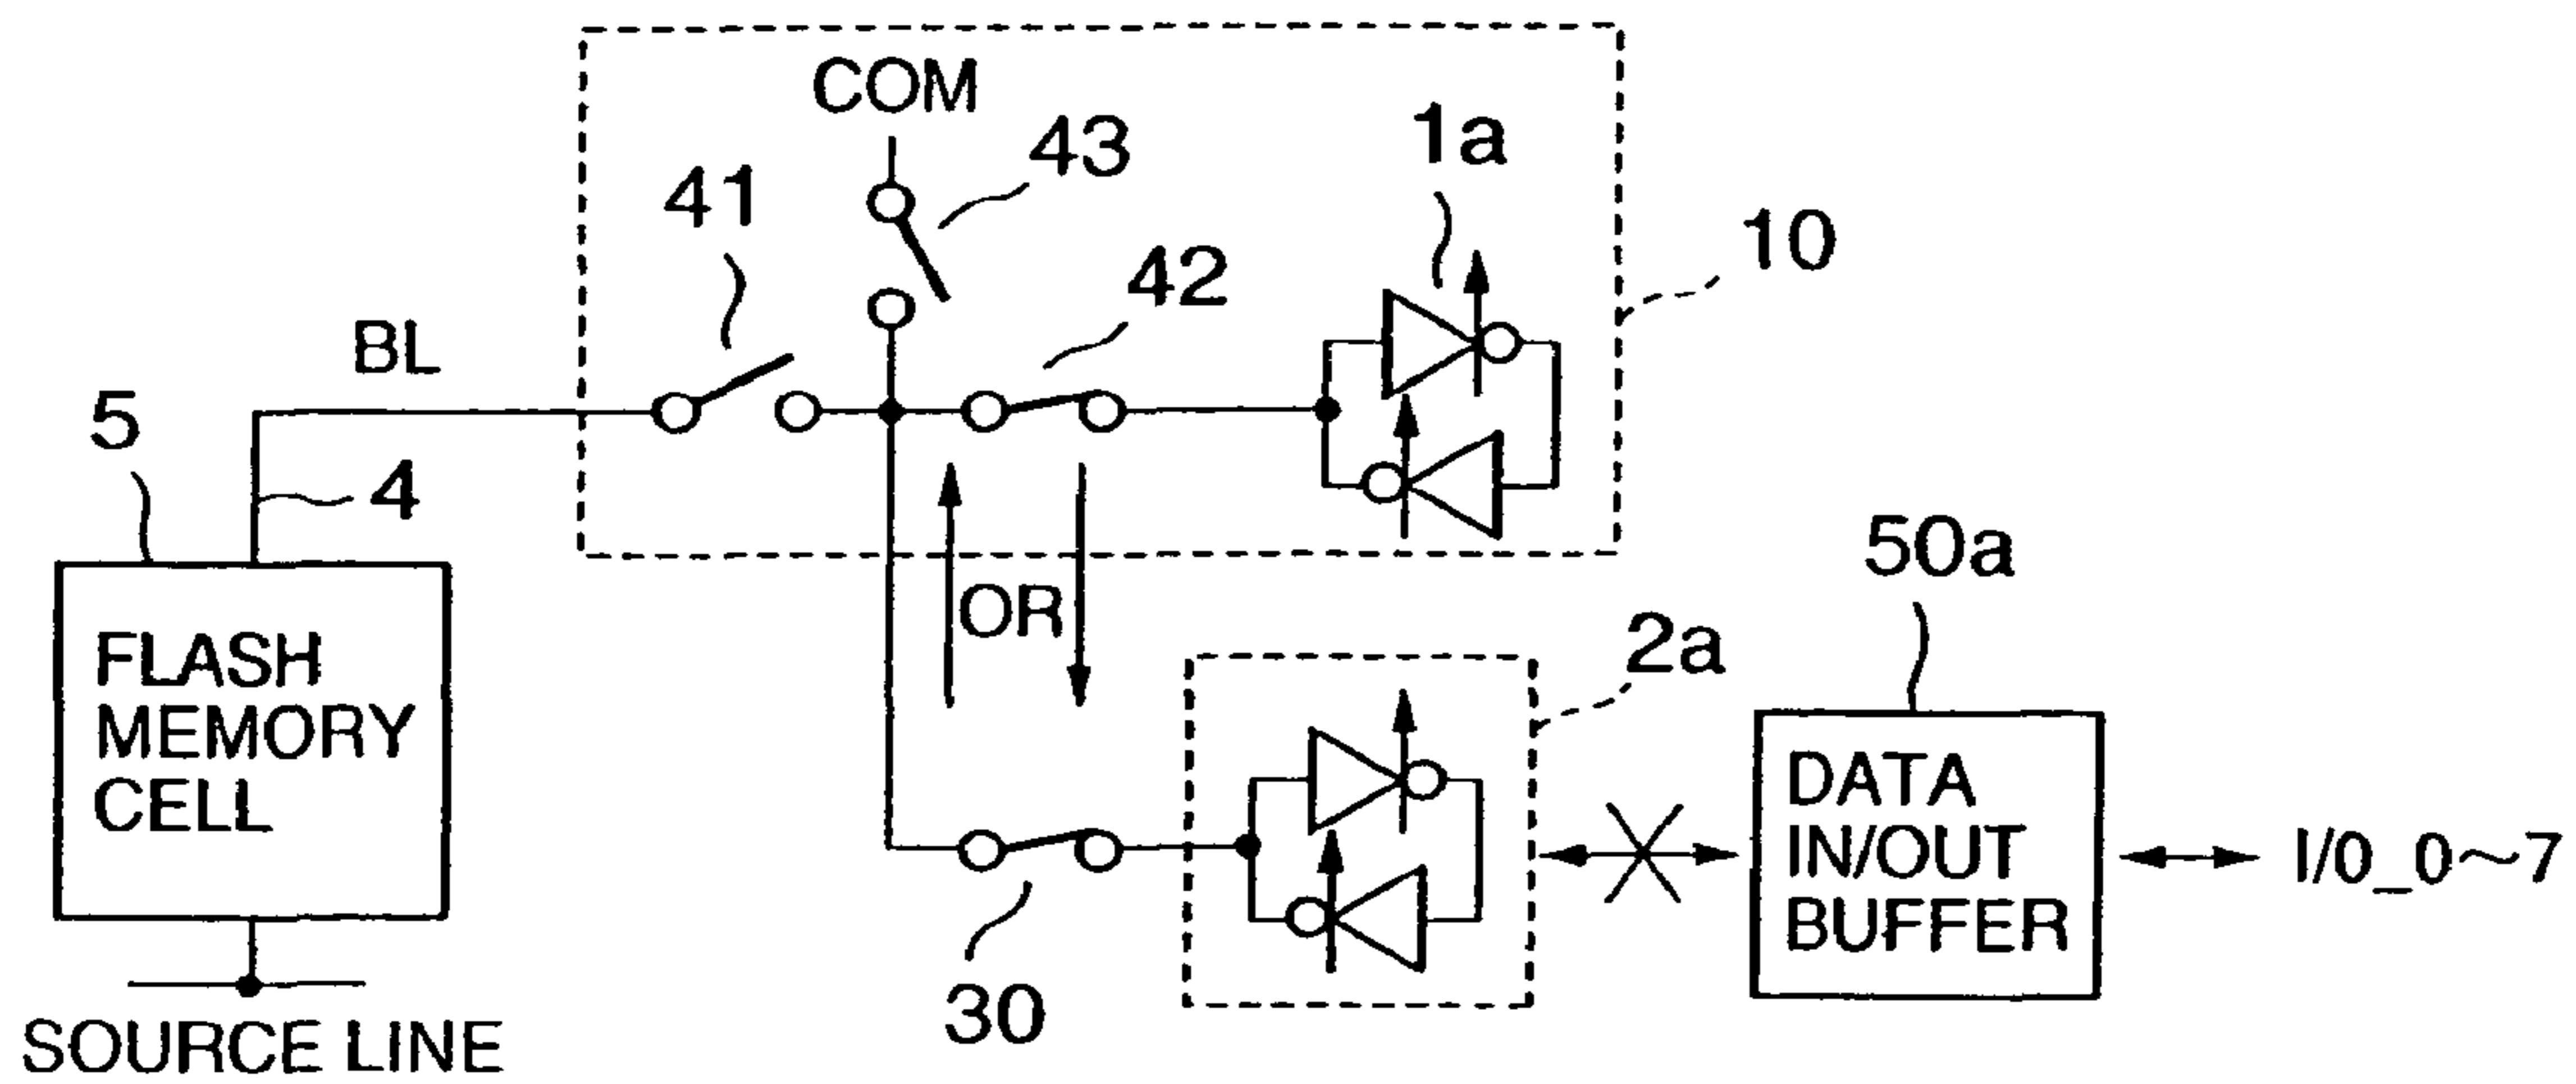 COM
43
1a
41
10
42
BL
5
4
50a
OR
2a
FLASH
MEMORY
CELL
DATA
IN/OUT
BUFFER
I/0_0~7
30
SOURCE LINE